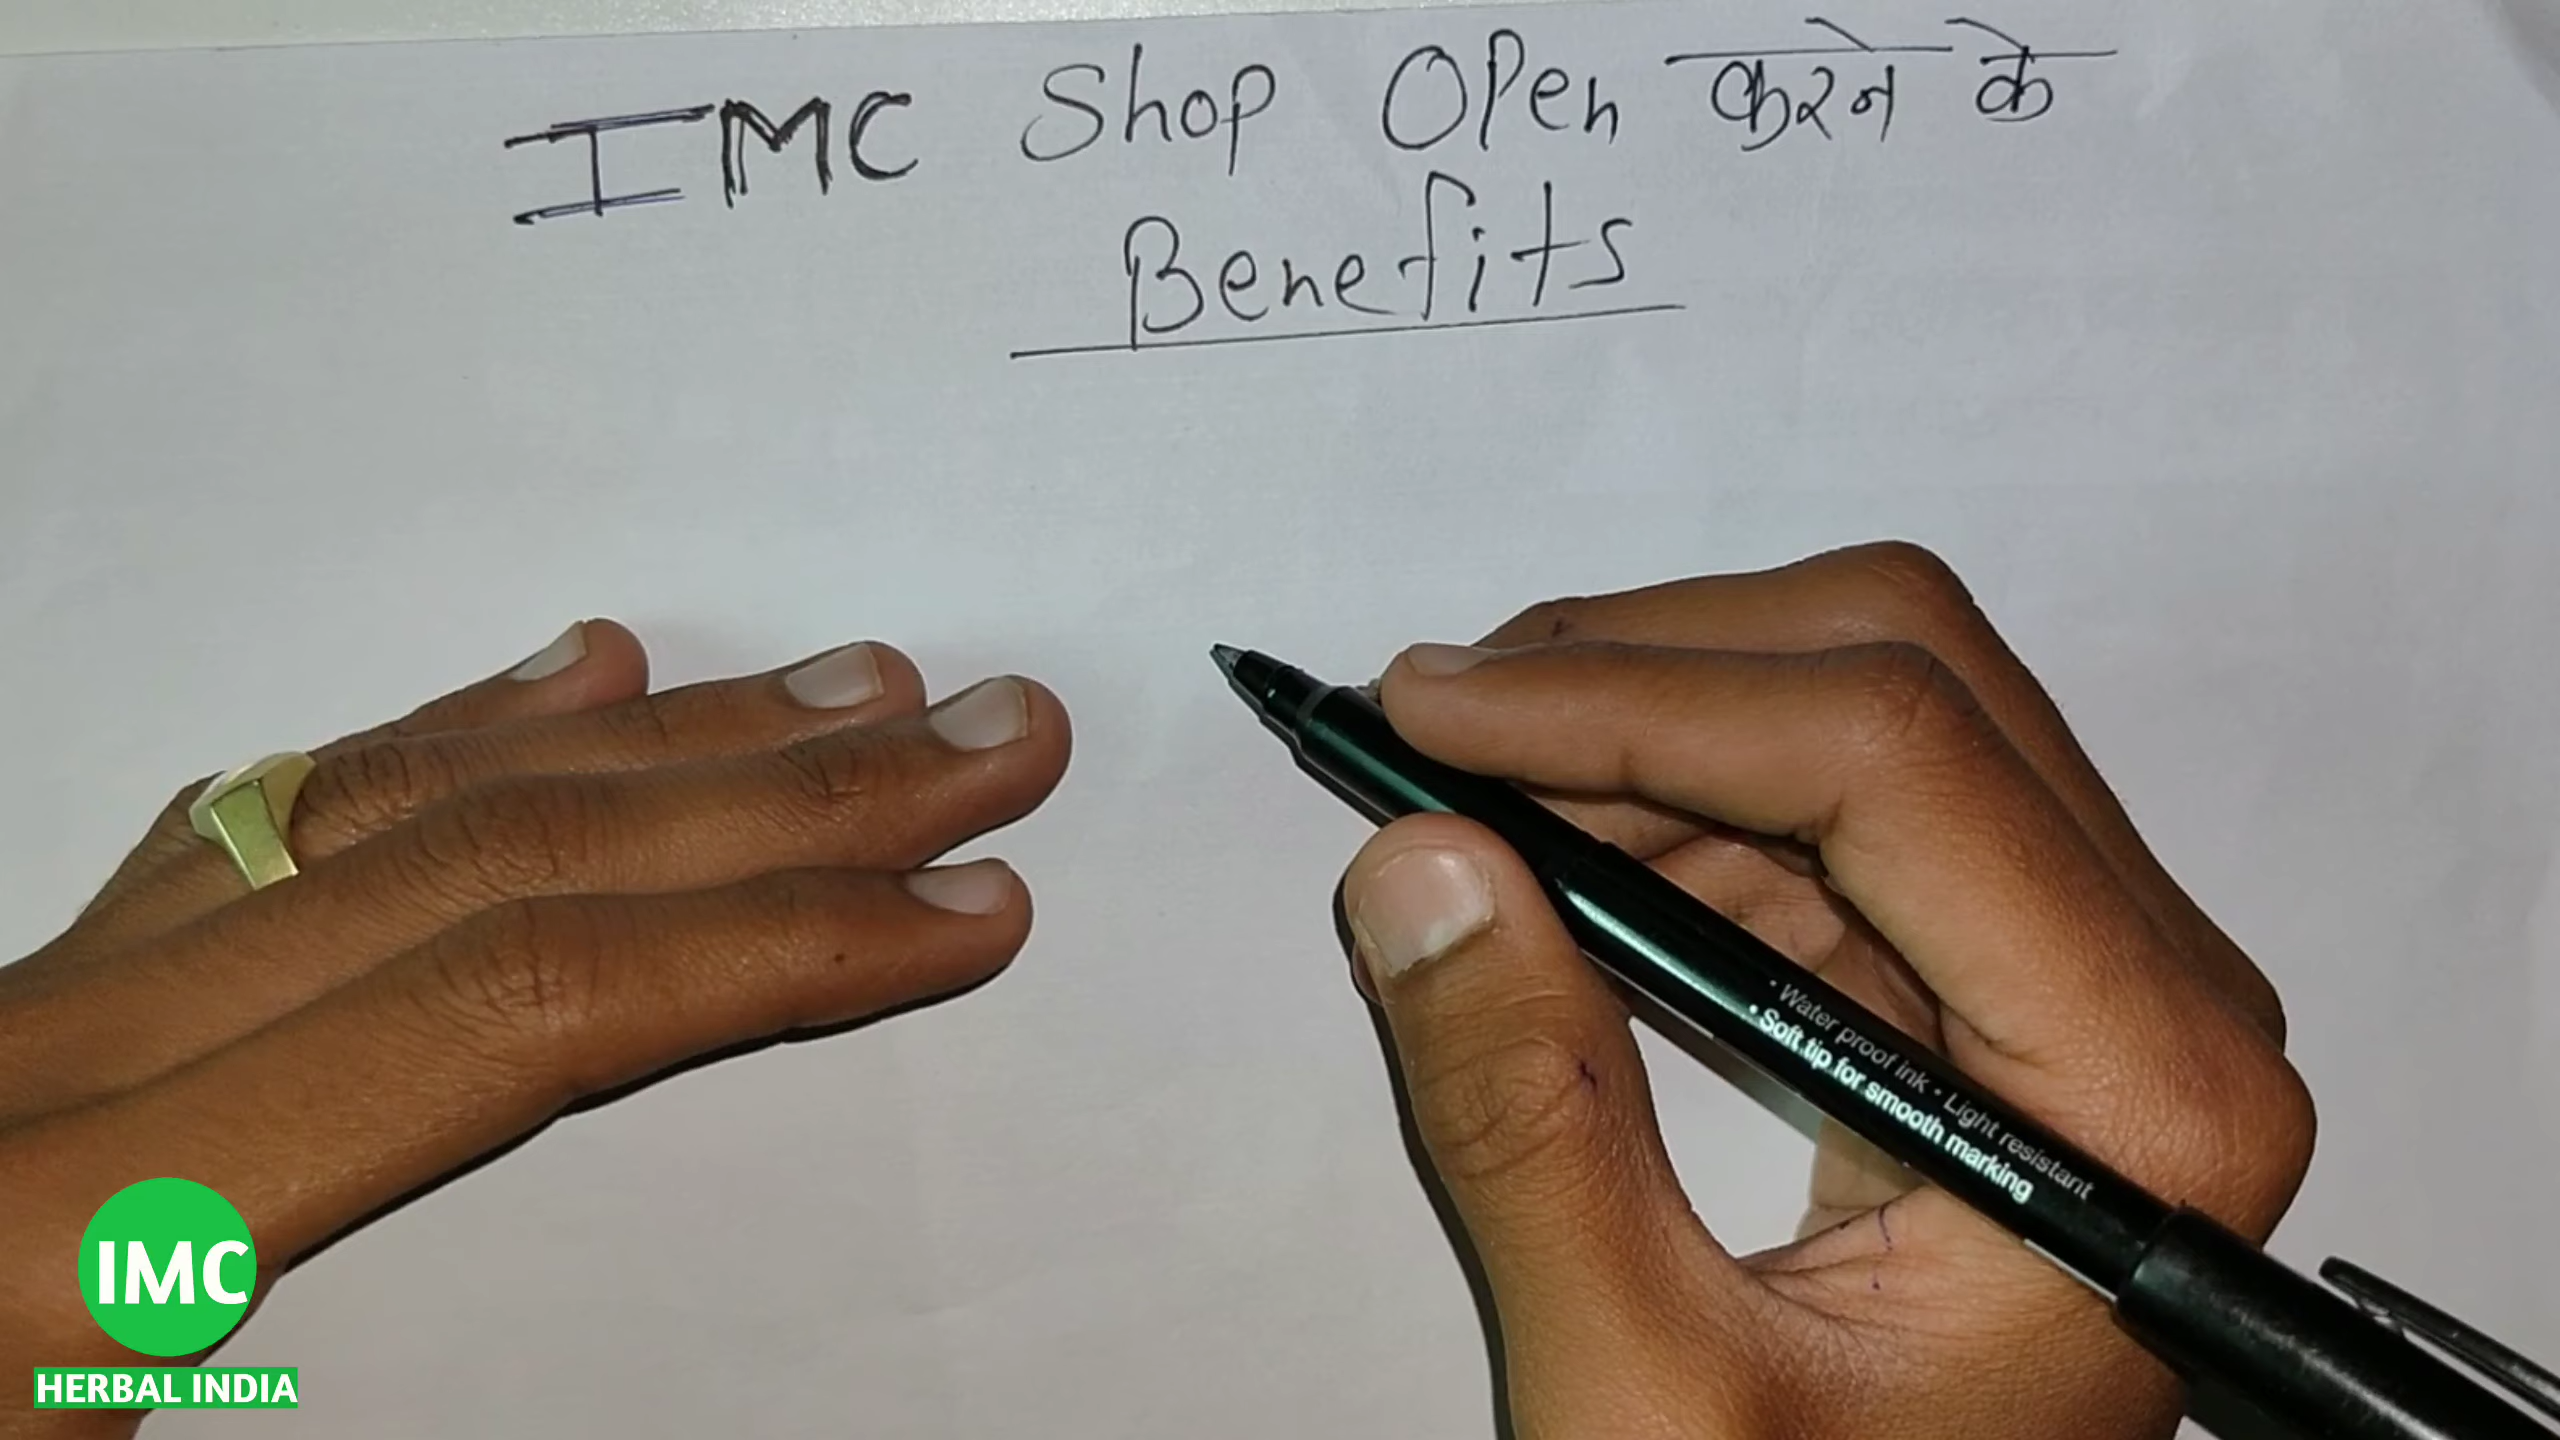 IMC Shop Open करने के
Benefits
• Water proof ink • Light resistant
• Soft tip for smooth marking
IMC
HERBAL INDIA